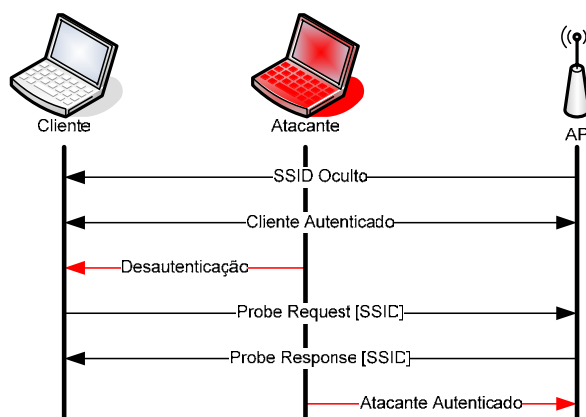 Cliente
Atacante
AP
SSID Oculto
Cliente Autenticado
Desautenticação
Probe Request [SSID]
Probe Response [SSID]
Atacante Autenticado